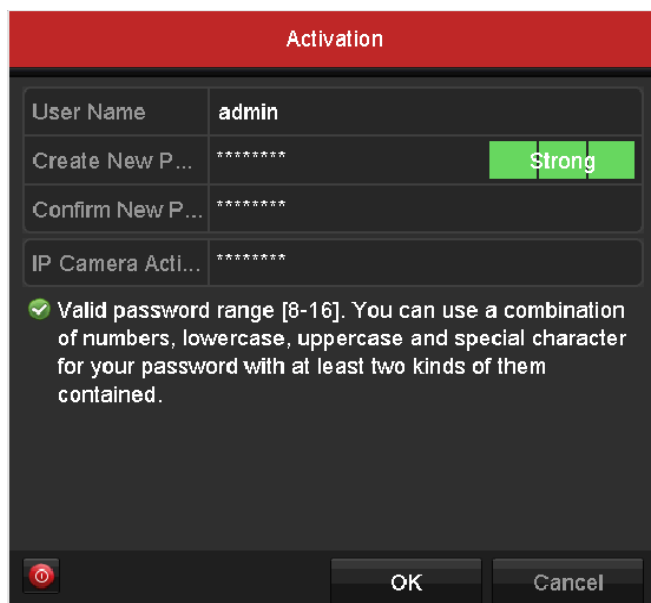 Activation
User Name admin
Create New P... ******** Strong
Confirm New P... ********
IP Camera Acti... ********
Valid password range [8-16]. You can use a combination
of numbers, lowercase, uppercase and special character
for your password with at least two kinds of them
contained.
OK Cancel